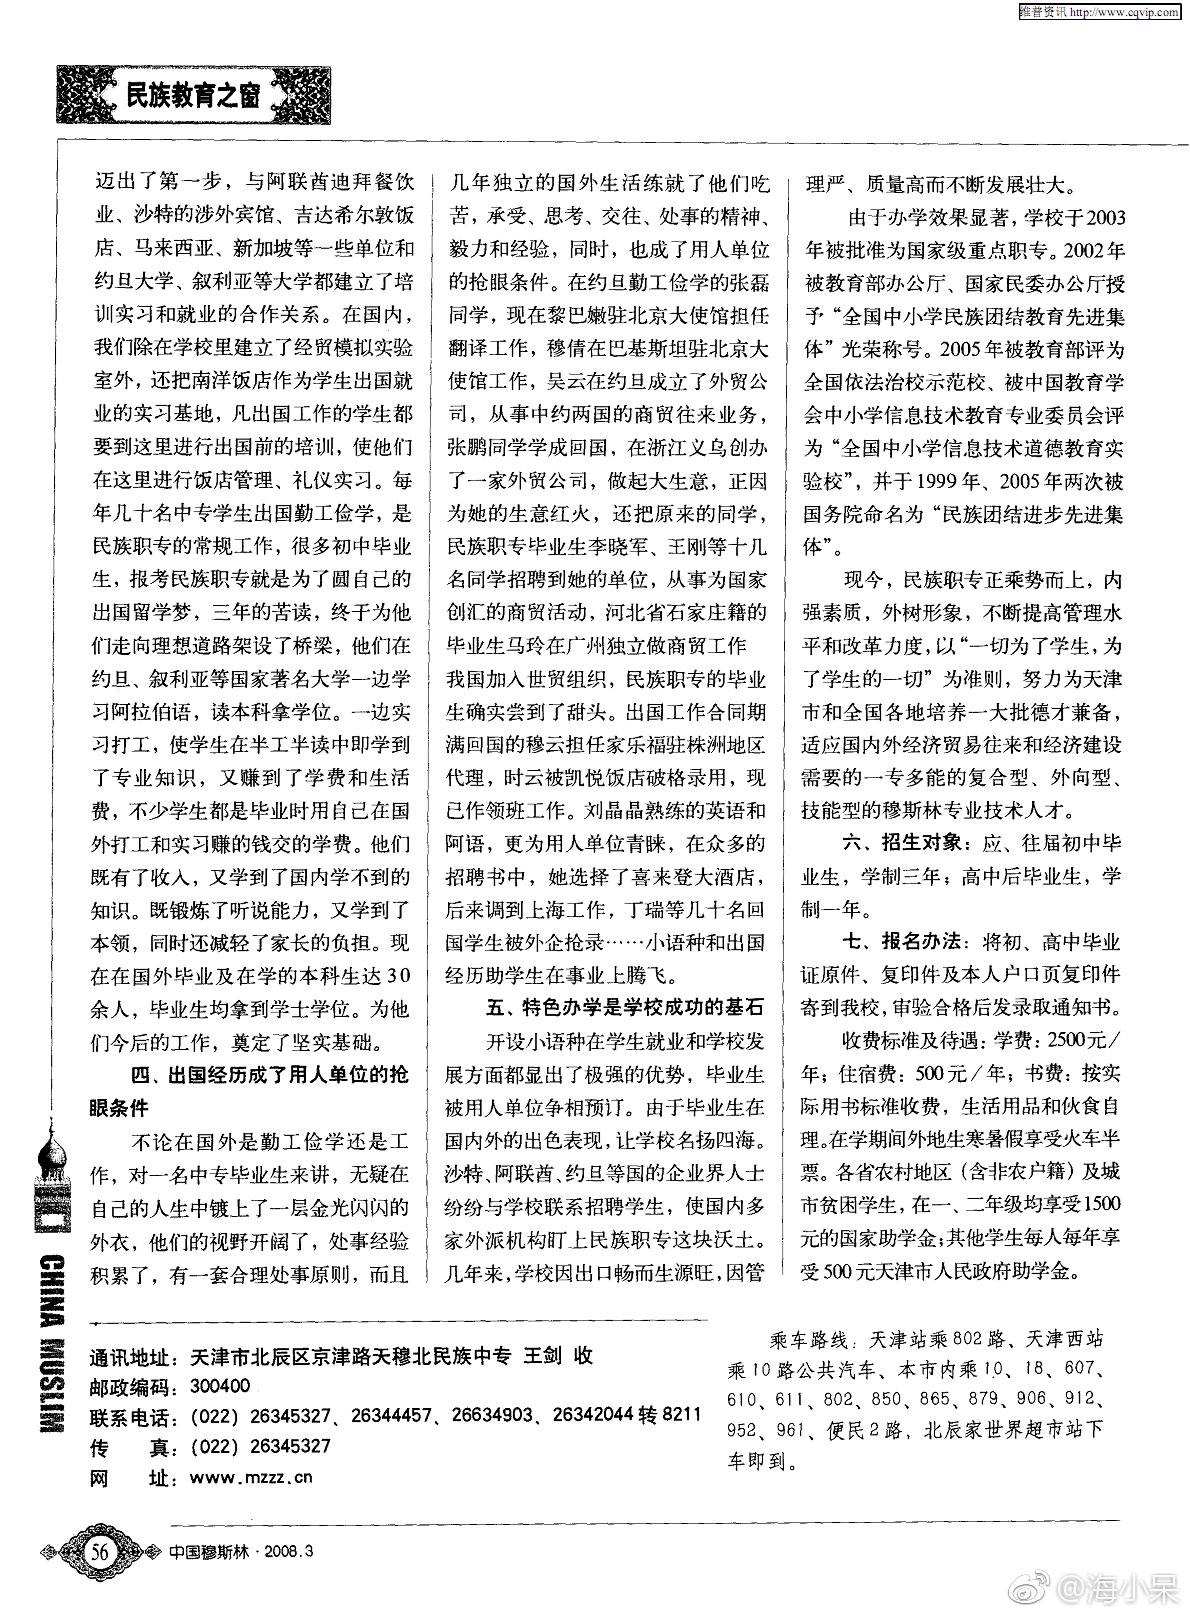 维普资讯 http://www.cqvip.com
民族教育之窗
迈出了第一步，与阿联酋迪拜餐饮
业、沙特的涉外宾馆、吉达希尔敦饭
店、马来西亚、新加坡等一些单位和
约旦大学、叙利亚等大学都建立了培
训实习和就业的合作关系。在国内，
我们除在学校里建立了经贸模拟实验
室外，还把南洋饭店作为学生出国就
业的实习基地，凡出国工作的学生都
要到这里进行出国前的培训，使他们
在这里进行饭店管理、礼仪实习。每
年几十名中专学生出国勤工俭学，是
民族职专的常规工作，很多初中毕业
生，报考民族职专就是为了圆自己的
出国留学梦，三年的苦读，终于为他
们走向理想道路架设了桥梁，他们在
约旦、叙利亚等国家著名大学一边学
习阿拉伯语，读本科拿学位。一边实
习打工，使学生在半工半读中即学到
了专业知识，又赚到了学费和生活
费，不少学生都是毕业时用自己在国
外打工和实习赚的钱交的学费。他们
既有了收入，又学到了国内学不到的
知识。既锻炼了听说能力，又学到了
本领，同时还减轻了家长的负担。现
在在国外毕业及在学的本科生达30
余人，毕业生均拿到学士学位。为他
们今后的工作，奠定了坚实基础。
四、出国经历成了用人单位的抢
眼条件
不论在国外是勤工俭学还是工
作，对一名中专毕业生来讲，无疑在
自己的人生中镀上了一层金光闪闪的
外衣，他们的视野开阔了，处事经验
积累了，有一套合理处事原则，而且
几年独立的国外生活练就了他们吃
苦，承受、思考、交往、处事的精神、
毅力和经验，同时，也成了用人单位
的抢眼条件。在约旦勤工俭学的张磊
同学，现在黎巴嫩驻北京大使馆担任
翻译工作，穆倩在巴基斯坦驻北京大
使馆工作，吴云在约旦成立了外贸公
司，从事中约两国的商贸往来业务，
张鹏同学学成回国，在浙江义乌创办
了一家外贸公司，做起大生意，正因
为她的生意红火，还把原来的同学，
民族职专毕业生李晓军、王刚等十几
名同学招聘到她的单位，从事为国家
创汇的商贸活动，河北省石家庄籍的
毕业生马玲在广州独立做商贸工作
我国加入世贸组织，民族职专的毕业
生确实尝到了甜头。出国工作合同期
满回国的穆云担任家乐福驻株洲地区
代理，时云被凯悦饭店破格录用，现
已作领班工作。刘晶晶熟练的英语和
阿语，更为用人单位青睐，在众多的
招聘书中，她选择了喜来登大酒店，
后来调到上海工作，丁瑞等几十名回
国学生被外企抢录……小语种和出国
经历助学生在事业上腾飞。
五、特色办学是学校成功的基石
开设小语种在学生就业和学校发
展方面都显出了极强的优势，毕业生
被用人单位争相预订。由于毕业生在
国内外的出色表现，让学校名扬四海。
沙特、阿联酋、约旦等国的企业界人士
纷纷与学校联系招聘学生，使国内多
家外派机构盯上民族职专这块沃土。
几年来，学校因出口畅而生源旺，因管
理严、质量高而不断发展壮大。
由于办学效果显著，学校于2003
年被批准为国家级重点职专。2002年
被教育部办公厅、国家民委办公厅授
予“全国中小学民族团结教育先进集
体”光荣称号。2005年被教育部评为
全国依法治校示范校、被中国教育学
会中小学信息技术教育专业委员会评
为“全国中小学信息技术道德教育实
验校”，并于1999年、2005年两次被
国务院命名为“民族团结进步先进集
体”。
现今，民族职专正乘势而上，内
强素质，外树形象，不断提高管理水
平和改革力度，以“一切为了学生，为
了学生的一切”为准则，努力为天津
市和全国各地培养一大批德才兼备，
适应国内外经济贸易往来和经济建设
需要的一专多能的复合型、外向型、
技能型的穆斯林专业技术人才。
六、招生对象：应、往届初中毕
业生，学制三年；高中后毕业生，学
制一年。
七、报名办法：将初、高中毕业
证原件、复印件及本人户口页复印件
寄到我校，审验合格后发录取通知书。
收费标准及待遇：学费：2500元/
年；住宿费：500元/年；书费：按实
际用书标准收费，生活用品和伙食自
理。在学期间外地生寒暑假享受火车半
票。各省农村地区（含非农户籍）及城
市贫困学生，在一、二年级均享受1500
元的国家助学金；其他学生每人每年享
受500元天津市人民政府助学金。
CHINA MUSLIM
通讯地址：天津市北辰区京津路天穆北民族中专 王剑 收
邮政编码：300400
联系电话：（022）26345327、26344457、26634903、26342044转8211
传 真：（022）26345327
网 址：www.mzzz.cn
乘车路线：天津站乘802路、天津西站
乘10路公共汽车、本市内乘10、18、607、
610、611、802、850、865、879、906、912、
952、961、便民2路，北辰家世界超市站下
车即到。
56 中国穆斯林·2008.3
@海小呆